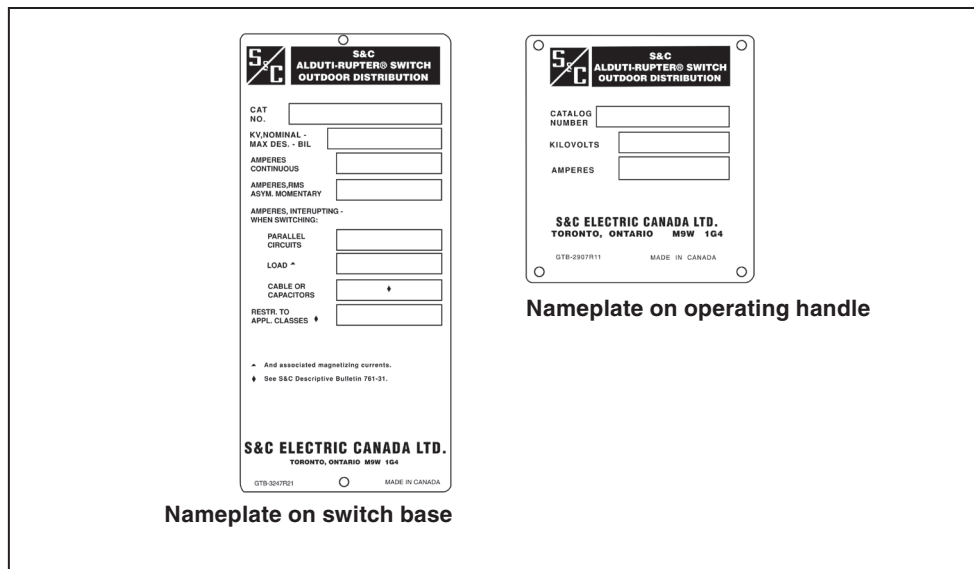 S&C
S&C
ALDUTI-RUPTER® SWITCH
OUTDOOR DISTRIBUTION
CAT
NO.
KV,NOMINAL -
MAX DES. - BIL
AMPERES
CONTINUOUS
AMPERES,RMS
ASYM. MOMENTARY
AMPERES, INTERUPTING -
WHEN SWITCHING:
PARALLEL
CIRCUITS
LOAD
CABLE OR
CAPACITORS ♦
RESTR. TO
APPL. CLASSES ♦
And associated magnetizing currents.
♦ See S&C Descriptive Bulletin 761-31.
S&C ELECTRIC CANADA LTD.
TORONTO, ONTARIO M9W 1G4
GTB-3247R21 MADE IN CANADA
Nameplate on switch base
S&C
S&C
ALDUTI-RUPTER® SWITCH
OUTDOOR DISTRIBUTION
CATALOG
NUMBER
KILOVOLTS
AMPERES
S&C ELECTRIC CANADA LTD.
TORONTO, ONTARIO M9W 1G4
GTB-2907R11 MADE IN CANADA
Nameplate on operating handle